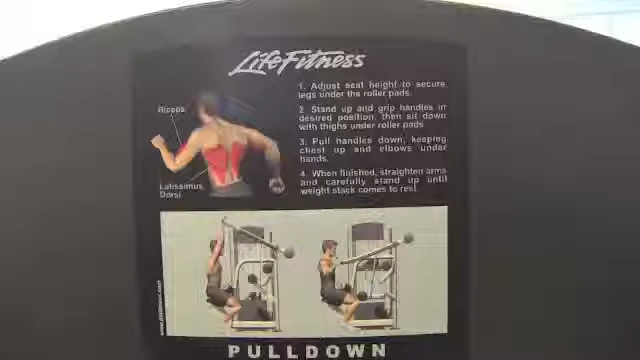 LifeFitness
Biceps
Latissimus
Dorsi
1. Adjust seat height to secure
legs under the roller pads.
2. Stand up and grip handles in
desired position, then sit down
with thighs under roller pads
3. Pull handles down, keeping
chest up and elbows under
hands.
4. When finished, straighten arms
and carefully stand up until
weight stack comes to rest.
PULLDOWN